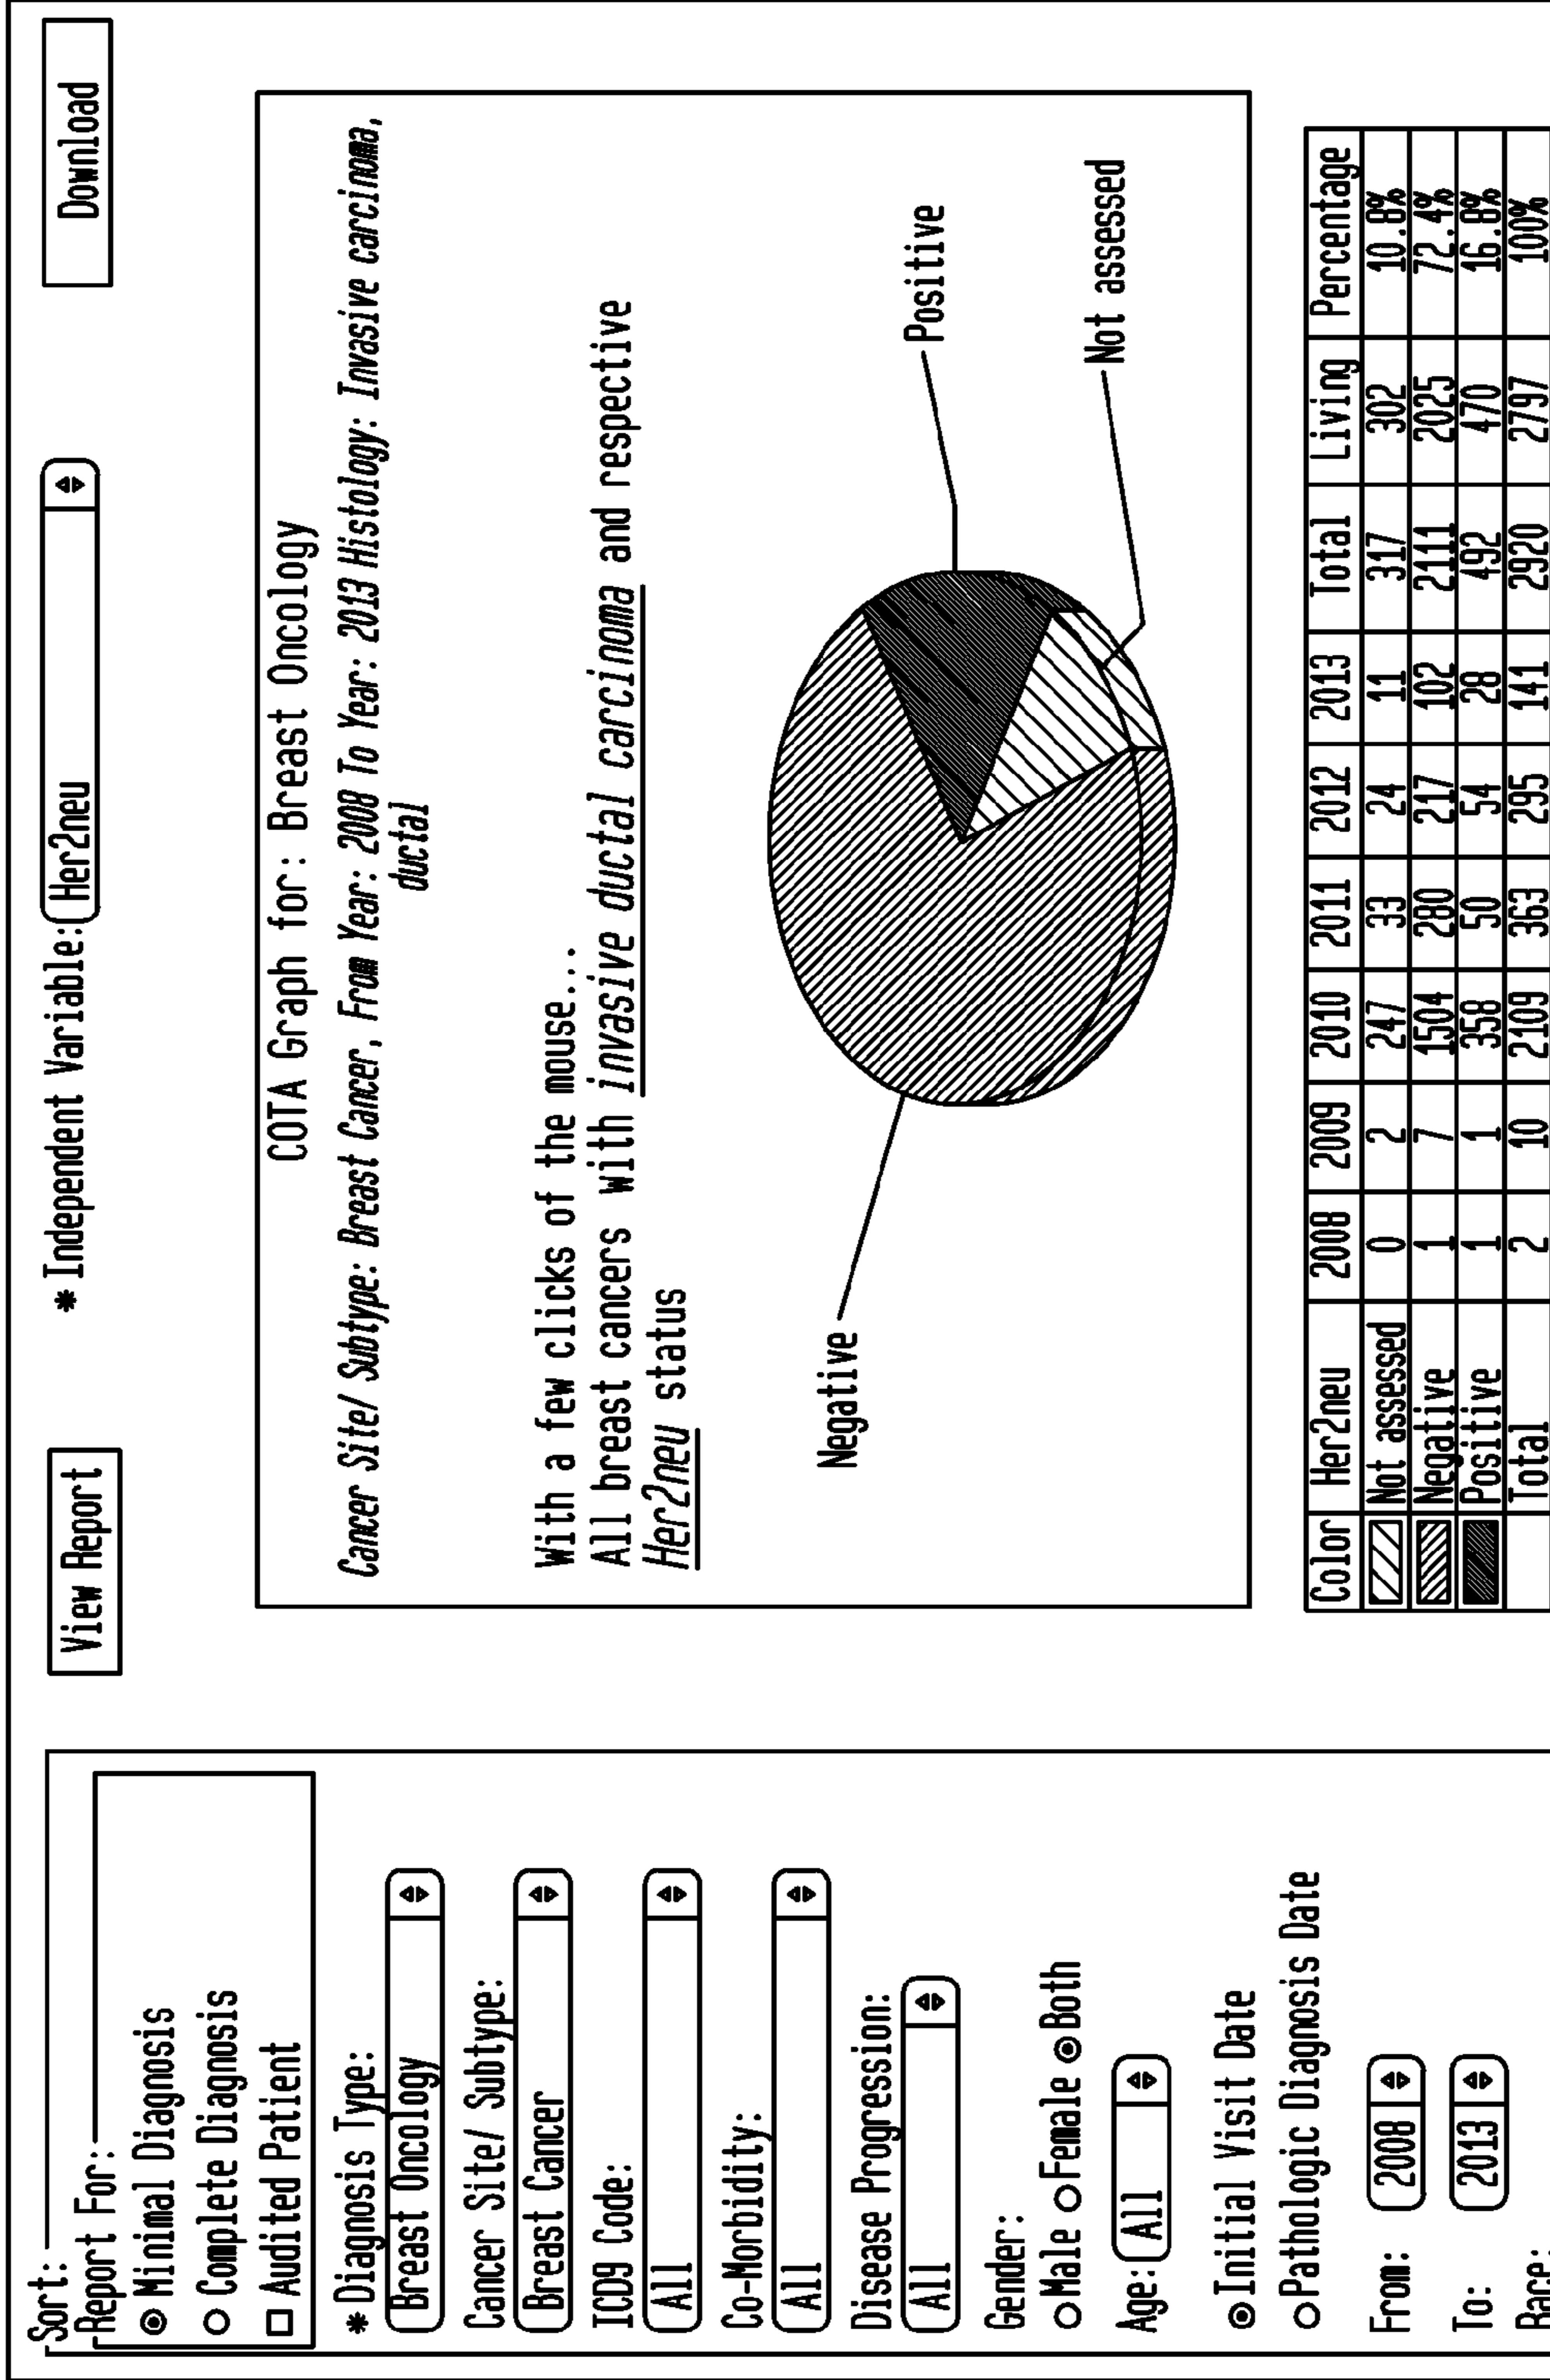 Sort:
Report For:
Minimal Diagnosis
Complete Diagnosis
Audited Patient
* Diagnosis Type:
Breast Oncology
Cancer Site/ Subtype:
Breast Cancer
ICD9 Code:
All
Co-Morbidity:
All
Disease Progression:
All
Gender:
Male Female Both
Age: All
Initial Visit Date
Pathologic Diagnosis Date
From: 2008
To: 2013
Race:
View Report * Independent Variable: Her2neu Download
COTA Graph for: Breast Oncology
Cancer Site/ Subtype: Breast Cancer, From Year: 2008 To Year: 2013 Histology: Invasive carcinoma,
ductal
With a few clicks of the mouse...
All breast cancers with invasive ductal carcinoma and respective
Her2neu status
Negative
Positive
Not assessed
Color Her2neu 2008 2009 2010 2011 2012 2013 Total Living Percentage
Not assessed 0 2 247 33 24 11 317 302 10.8%
Negative 1 7 1504 280 217 102 2111 2025 72.4%
Positive 1 1 358 50 54 28 492 470 16.8%
Total 2 10 2109 363 295 141 2920 2797 100%